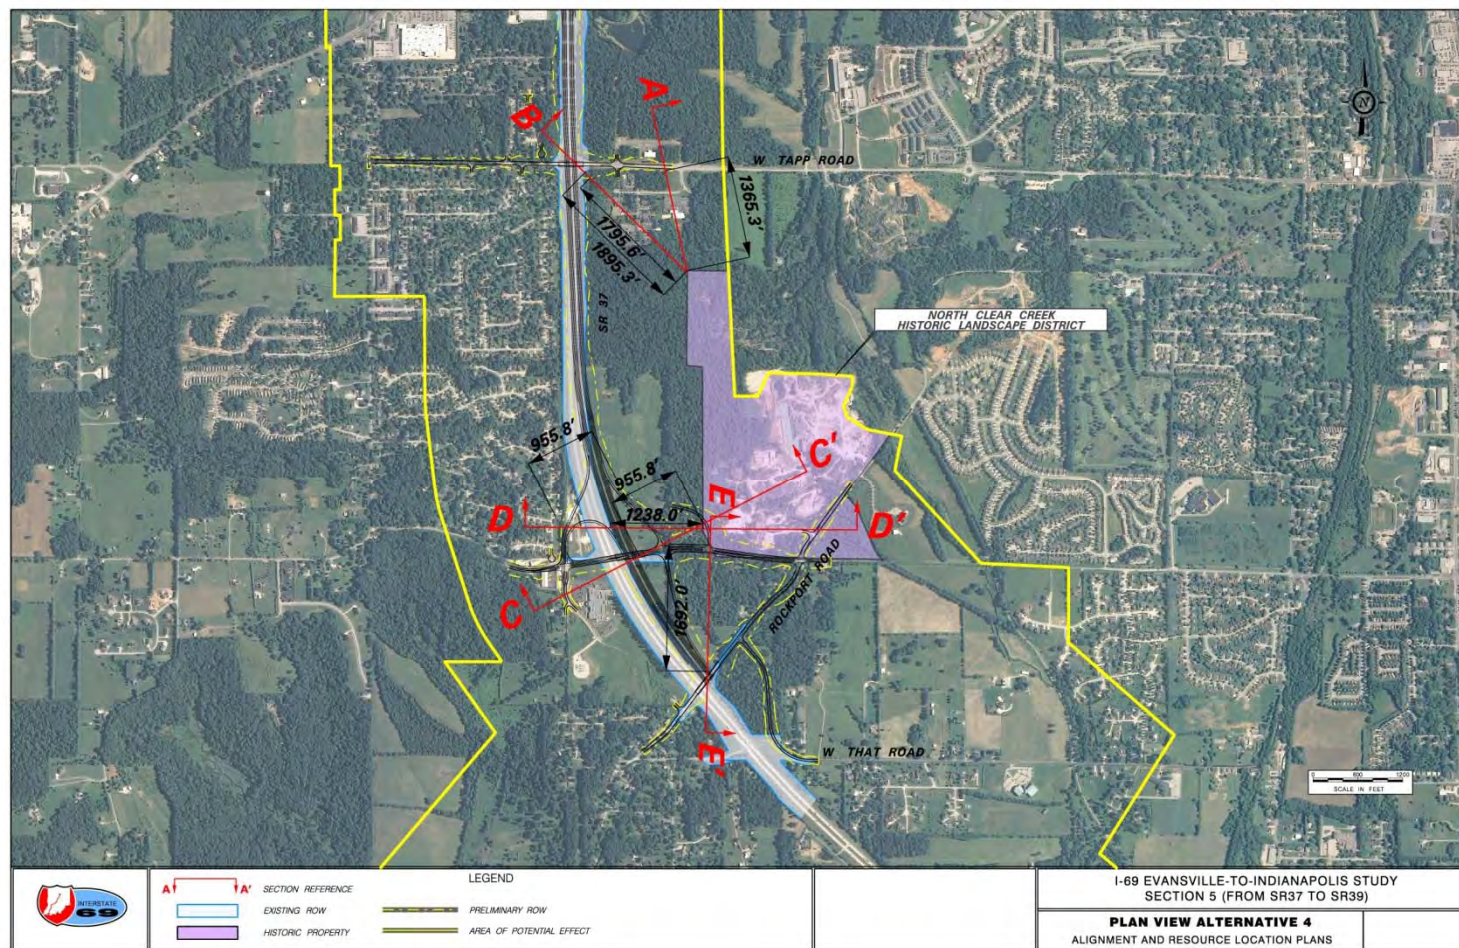 A
B
N
W TAPP ROAD
1365.3'
1795.6'
1895.3'
SR 37
NORTH CLEAR CREEK
HISTORIC LANDSCAPE DISTRICT
955.8'
C'
955.8'
E
D
1238.0'
D'
ROCKPORT ROAD
C
1692.0'
E'
W THAT ROAD
0 600 1200
SCALE IN FEET
INTERSTATE
69
LEGEND
A A' SECTION REFERENCE
EXISTING ROW
PRELIMINARY ROW
HISTORIC PROPERTY
AREA OF POTENTIAL EFFECT
I-69 EVANSVILLE-TO-INDIANAPOLIS STUDY
SECTION 5 (FROM SR37 TO SR39)
PLAN VIEW ALTERNATIVE 4
ALIGNMENT AND RESOURCE LOCATION PLANS